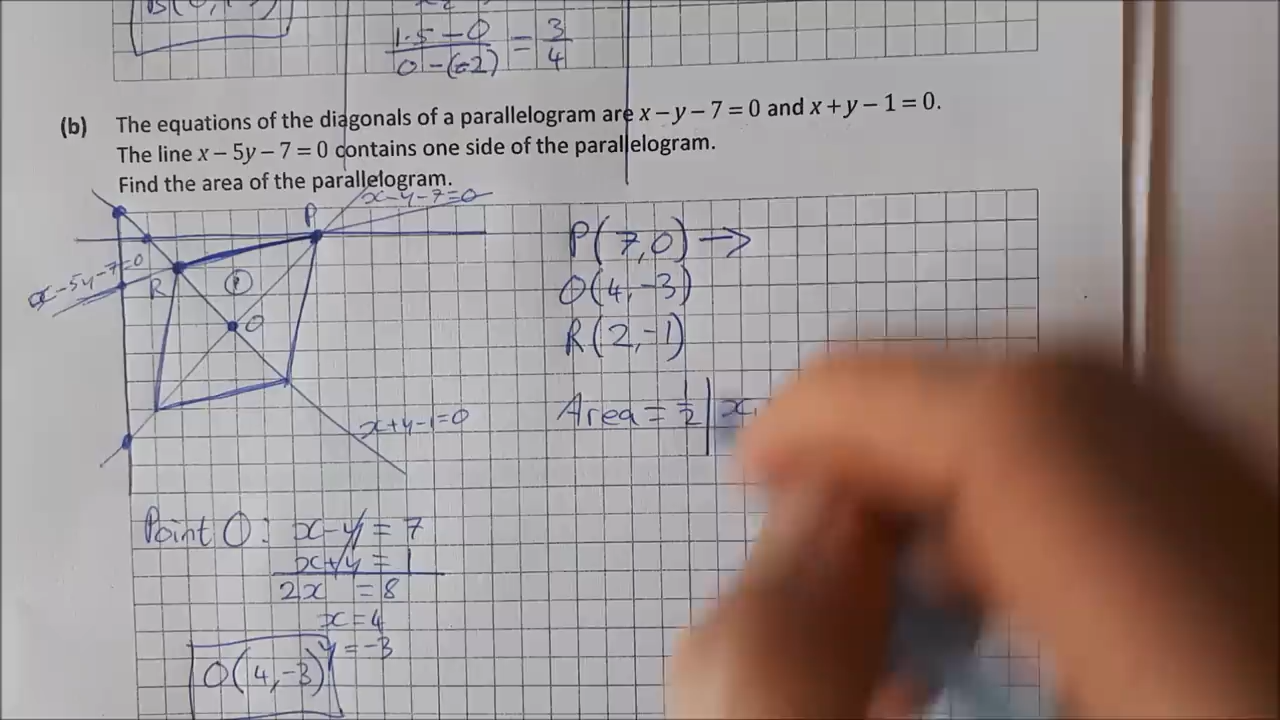 1.5 – 0 / 0 – (-2) = 3/4
(b) The equations of the diagonals of a parallelogram are x – y – 7 = 0 and x + y – 1 = 0.
The line x – 5y – 7 = 0 contains one side of the parallelogram.
Find the area of the parallelogram.
x-y-7=0
P
x-5y-7=0
R
①
O
x+y-1=0
P(7,0) →
O(4,-3)
R(2,-1)
Area = 1/2 | x
Point O: x-y = 7
x+y = 1
2x = 8
x=4
y=-3
O(4,-3)